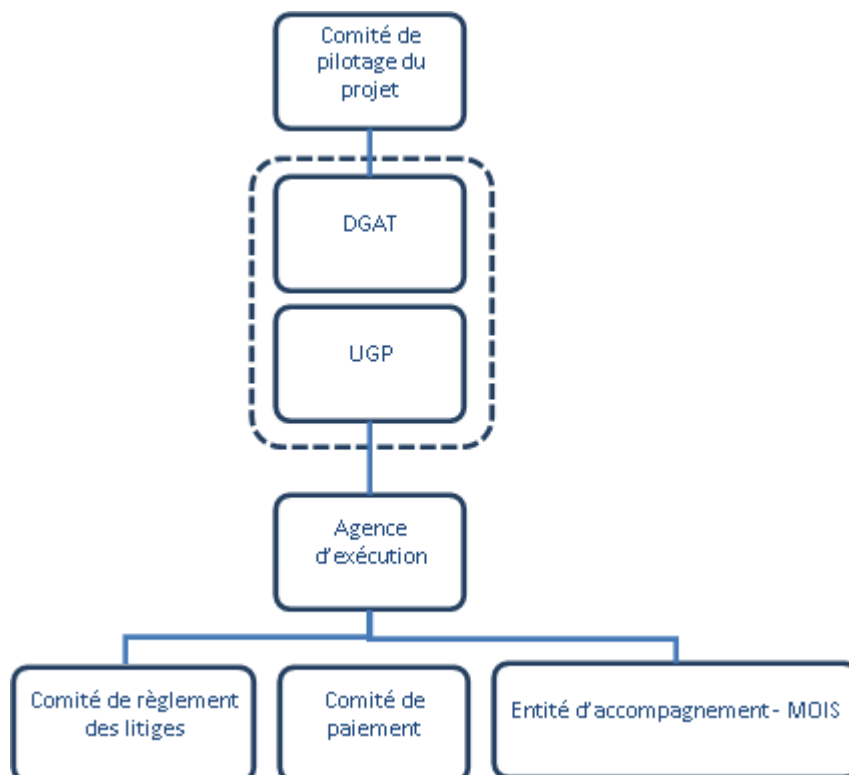 Comité de
pilotage du
projet
DGAT
UGP
Agence
d'exécution
Comité de règlement
des litiges
Comité de
paiement
Entité d'accompagnement - MOIS